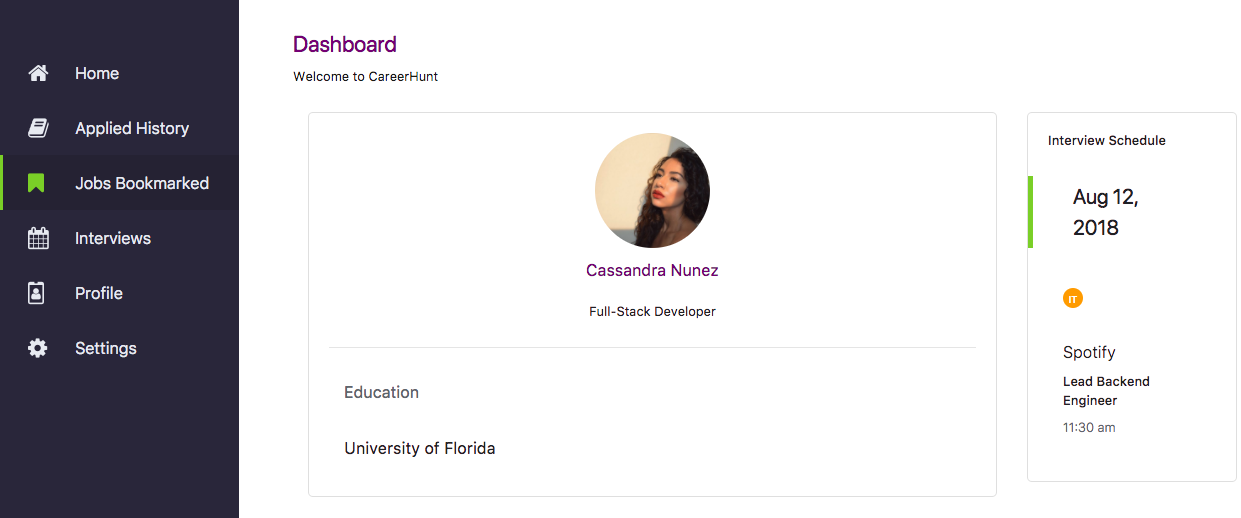 Home
Applied History
Jobs Bookmarked
Interviews
Profile
Settings
Dashboard
Welcome to CareerHunt
Cassandra Nunez
Full-Stack Developer
Education
University of Florida
Interview Schedule
Aug 12,
2018
IT
Spotify
Lead Backend
Engineer
11:30 am